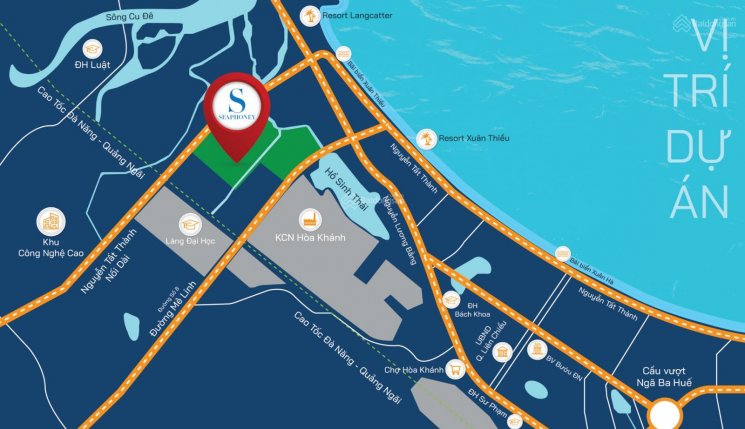 Sông Cu Đê
Resort Langcatter
Batdongsan
VỊ
TRÍ
DỰ
ÁN
ĐH Luật
Bãi biển Xuân Thiều
S
SEAPHONEY
Cao Tốc Đà Nẵng - Quảng Ngãi
Resort Xuân Thiều
Nguyễn Tất Thành
Hồ Sinh Thái
Nguyễn Lương Bằng
Khu
Công Nghệ Cao
Làng Đại Học
KCN Hòa Khánh
Nguyễn Tất Thành
Nối Dài
Đường Số 8
Đường Mê Linh
Bãi biển Xuân Hà
Nguyễn Tất Thành
ĐH
Bách Khoa
UBND
Q. Liên Chiểu
BV Bướu ĐN
Cao Tốc Đà Nẵng - Quảng Ngãi
Chợ Hòa Khánh
Cầu vượt
Ngã Ba Huế
ĐH Sư Phạm